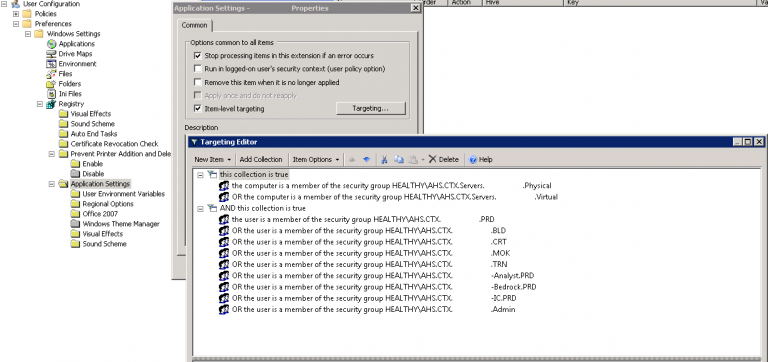 User Configuration
Policies
Preferences
Windows Settings
Applications
Drive Maps
Environment
Files
Folders
Ini Files
Registry
Visual Effects
Sound Scheme
Auto End Tasks
Certificate Revocation Check
Prevent Printer Addition and Dele
Enable
Disable
Application Settings
User Environment Variables
Regional Options
Office 2007
Windows Theme Manager
Visual Effects
Sound Scheme
Order Action Hive Key Va
Application Settings - Properties
Common
Options common to all items
Stop processing items in this extension if an error occurs
Run in logged-on user's security context (user policy option)
Remove this item when it is no longer applied
Apply once and do not reapply
Item-level targeting
Targeting...
Description
Targeting Editor
New Item Add Collection Item Options Delete Help
this collection is true
the computer is a member of the security group HEALTHY\AHS.CTX.Servers. .Physical
OR the computer is a member of the security group HEALTHY\AHS.CTX.Servers. .Virtual
AND this collection is true
the user is a member of the security group HEALTHY\AHS.CTX. .PRD
OR the user is a member of the security group HEALTHY\AHS.CTX. .BLD
OR the user is a member of the security group HEALTHY\AHS.CTX. .CRT
OR the user is a member of the security group HEALTHY\AHS.CTX. .MOK
OR the user is a member of the security group HEALTHY\AHS.CTX. .TRN
OR the user is a member of the security group HEALTHY\AHS.CTX. -Analyst.PRD
OR the user is a member of the security group HEALTHY\AHS.CTX. -Bedrock.PRD
OR the user is a member of the security group HEALTHY\AHS.CTX. -IC.PRD
OR the user is a member of the security group HEALTHY\AHS.CTX. .Admin